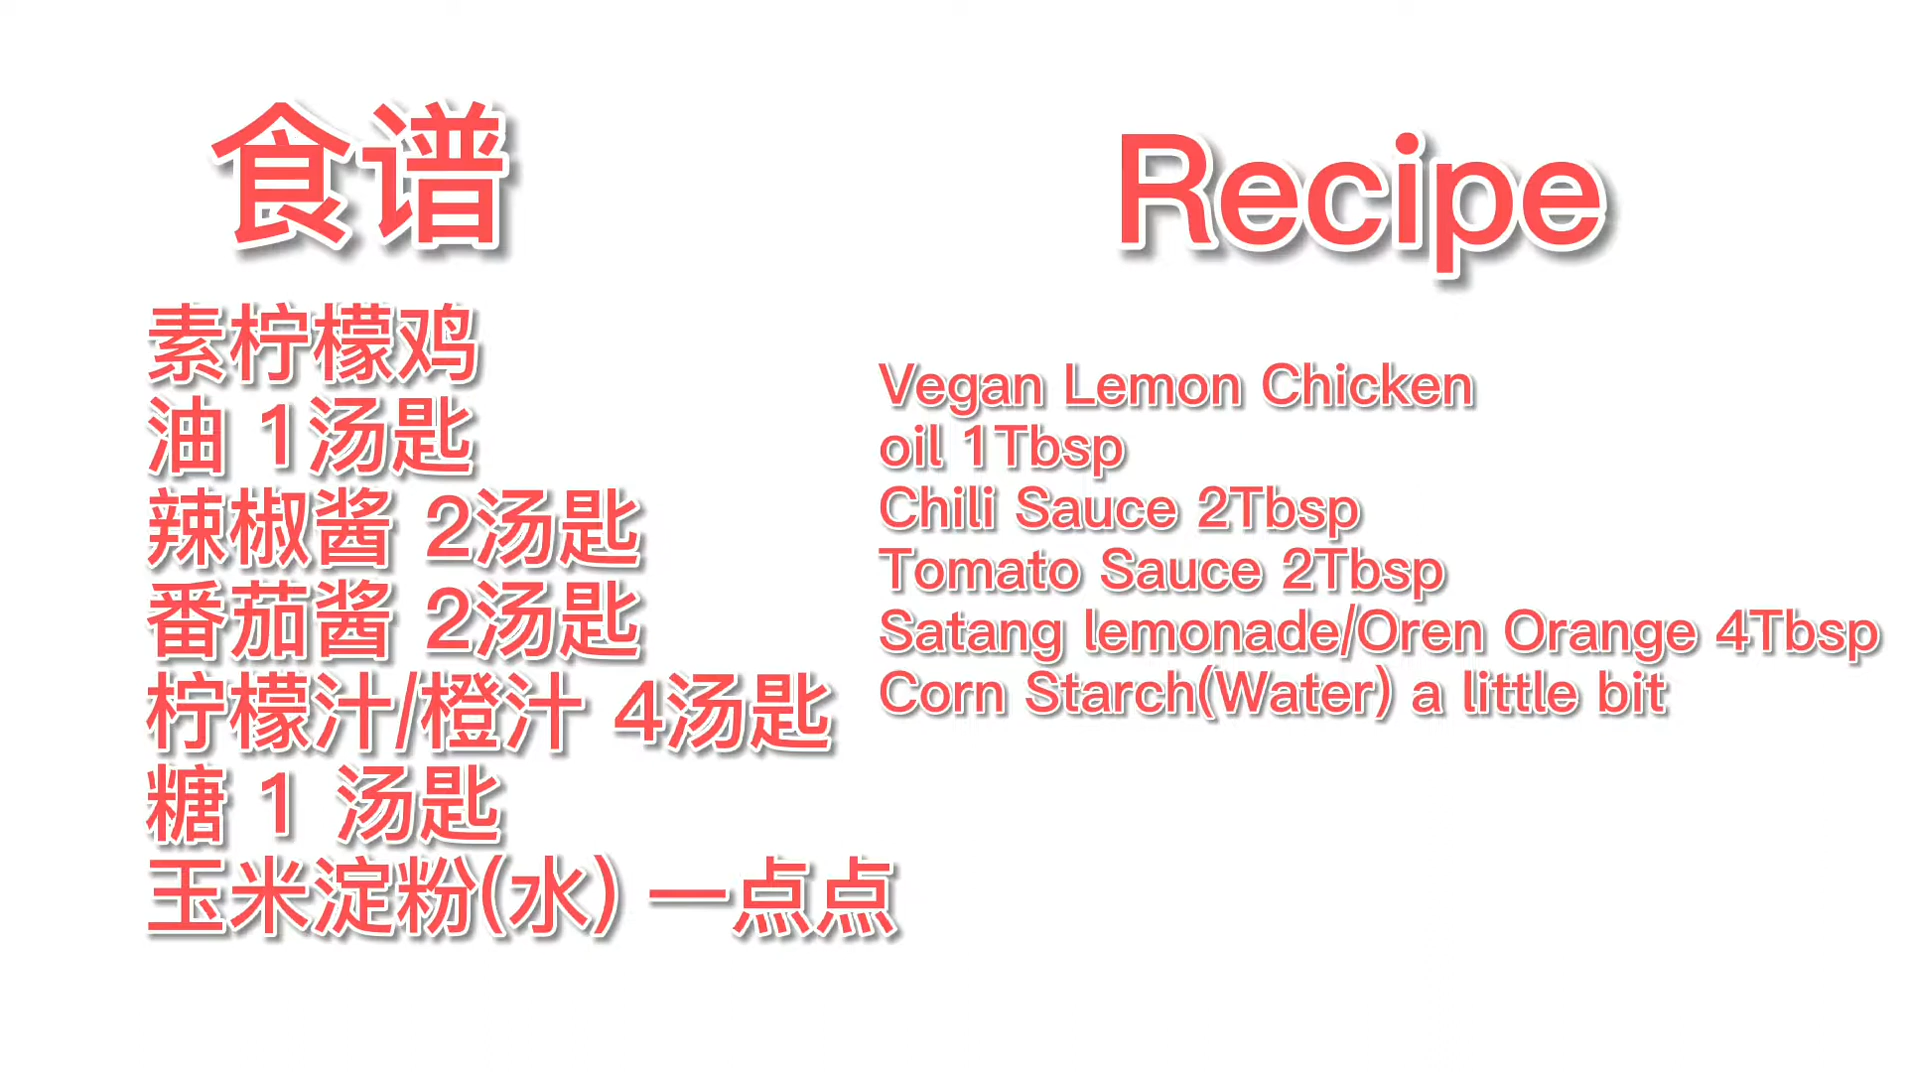 食谱
素柠檬鸡
油 1汤匙
辣椒酱 2汤匙
番茄酱 2汤匙
柠檬汁/橙汁 4汤匙
糖 1 汤匙
玉米淀粉(水) 一点点
Recipe
Vegan Lemon Chicken
oil 1Tbsp
Chili Sauce 2Tbsp
Tomato Sauce 2Tbsp
Satang lemonade/Oren Orange 4Tbsp
Corn Starch(Water) a little bit